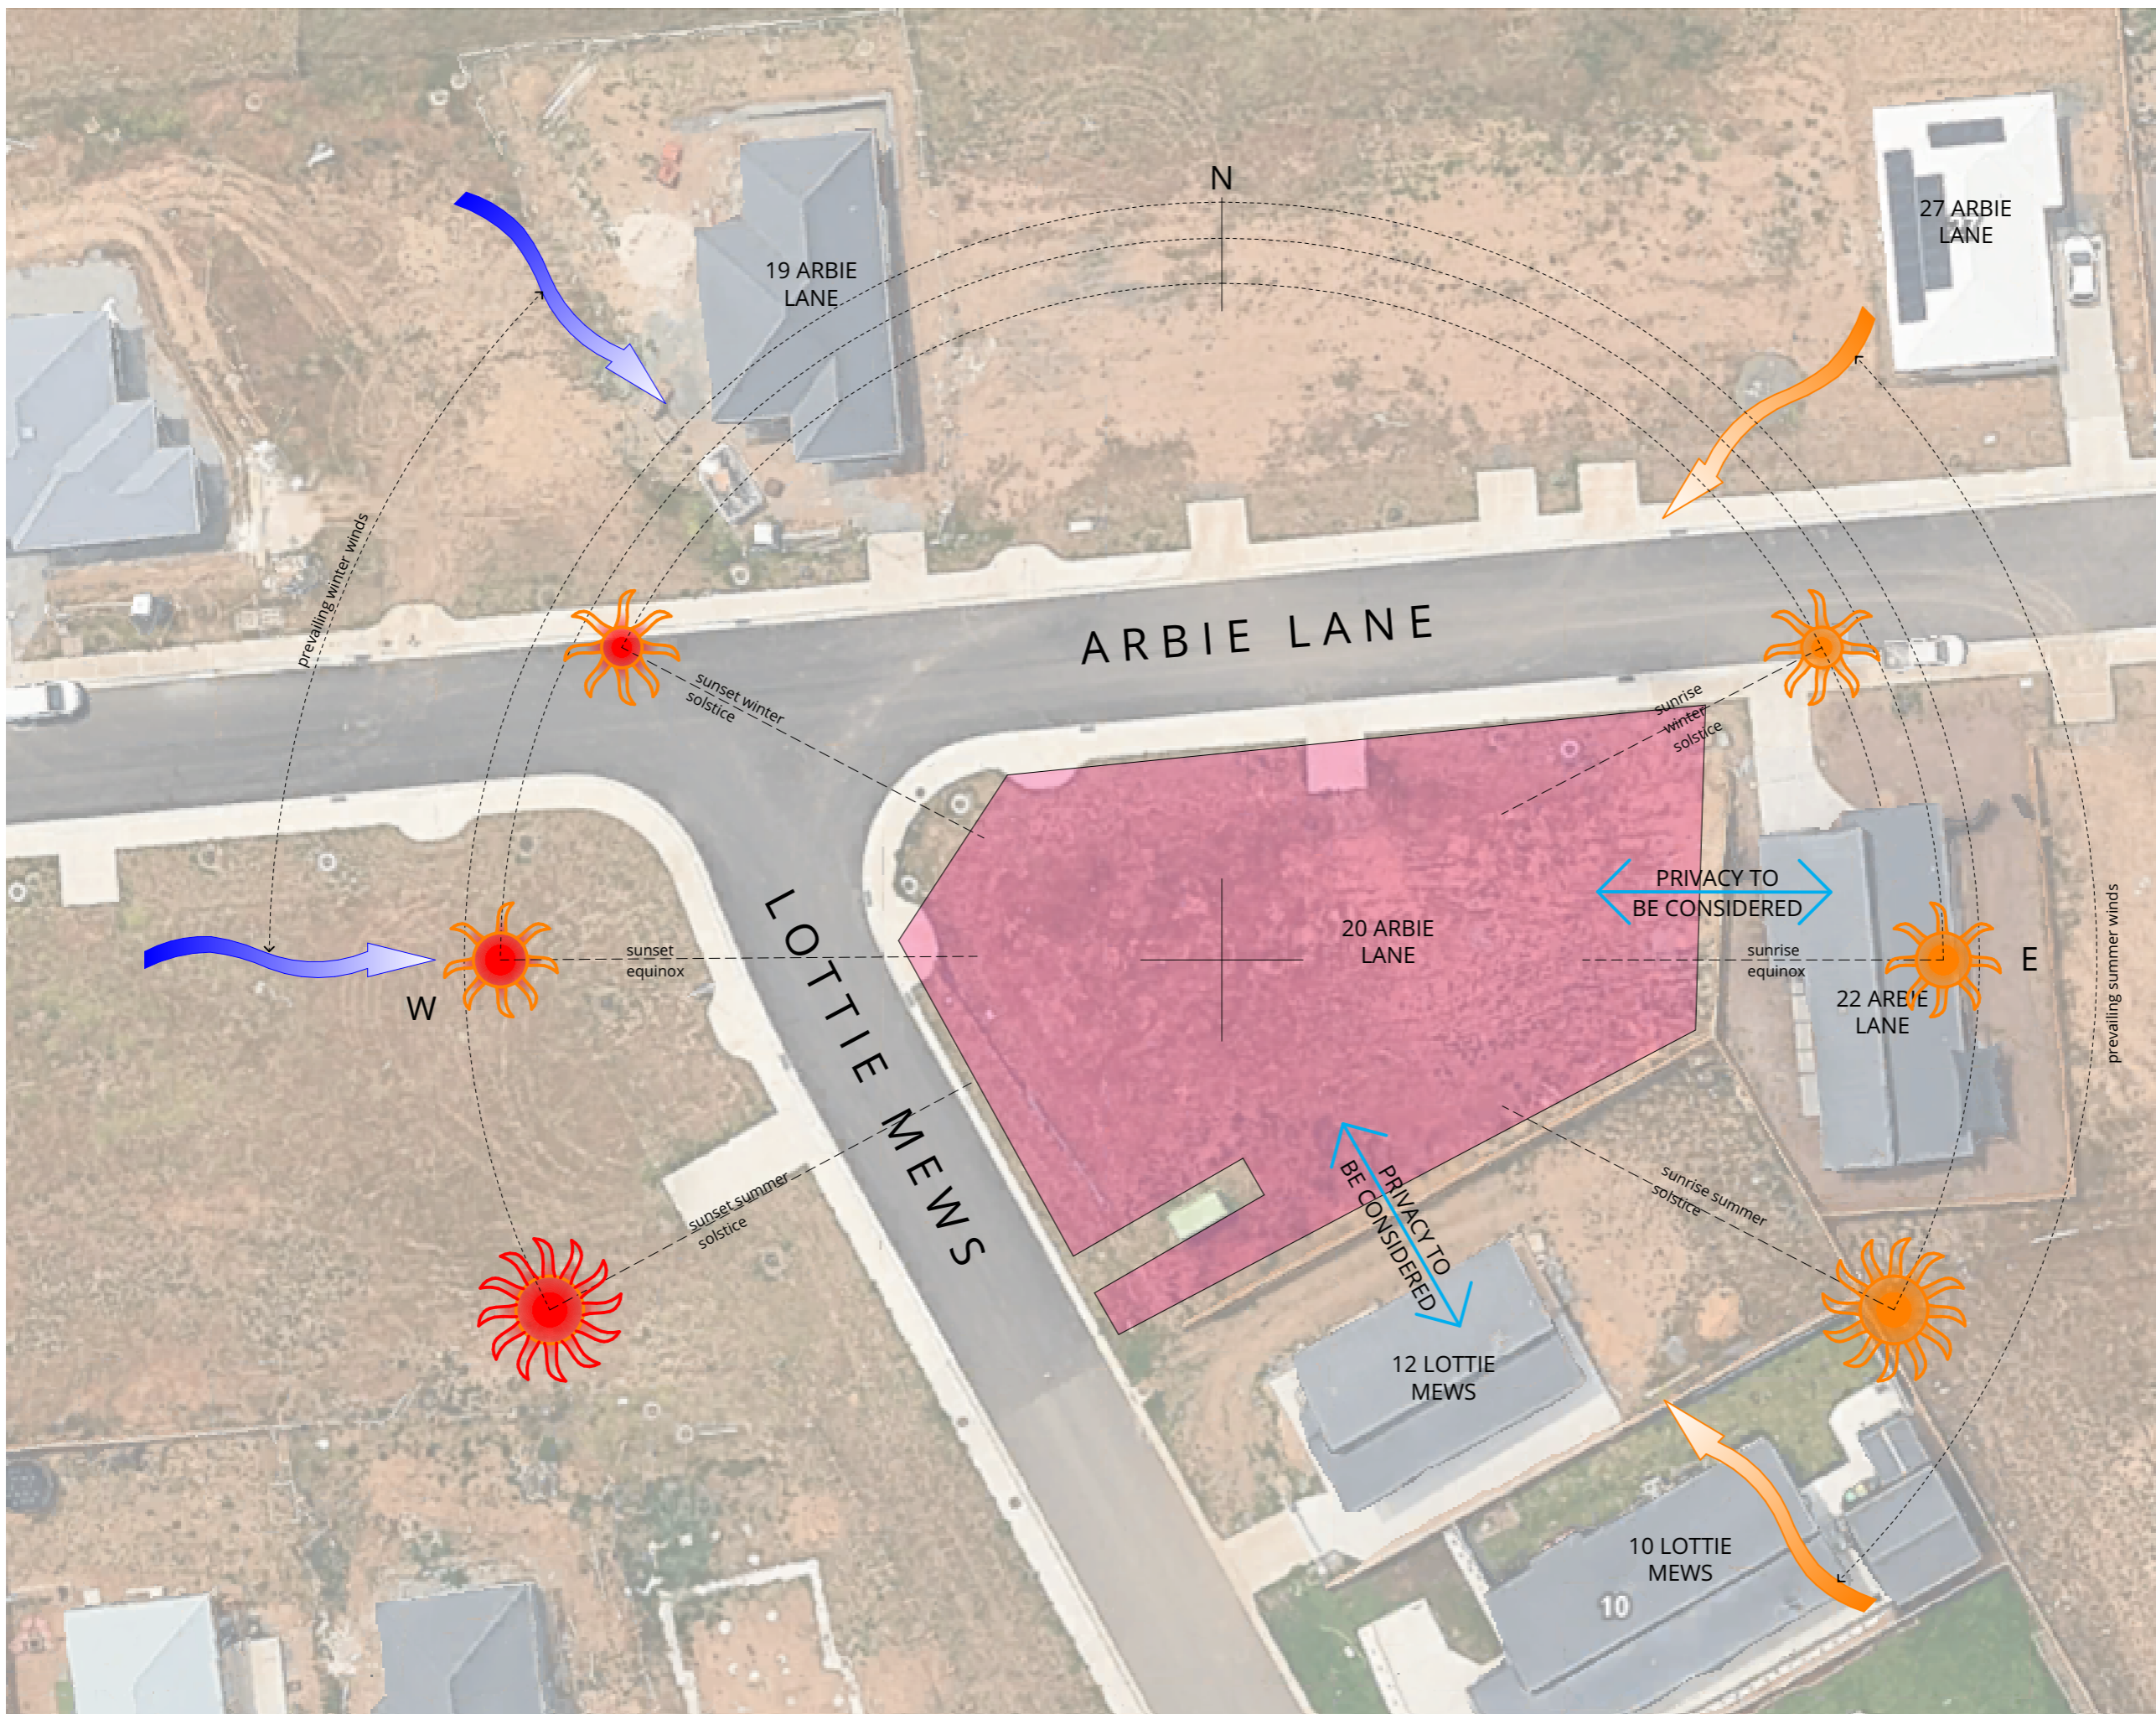 N
27 ARBIE
LANE
19 ARBIE
LANE
prevailing winter winds
ARBIE LANE
sunset winter
solstice
sunrise
winter
solstice
PRIVACY TO
BE CONSIDERED
20 ARBIE
LANE
sunset
equinox
sunrise
equinox
E
W
22 ARBIE
LANE
prevailing summer winds
LOTTIE MEWS
sunset summer
solstice
PRIVACY TO
BE CONSIDERED
sunrise summer
solstice
12 LOTTIE
MEWS
10 LOTTIE
MEWS
10